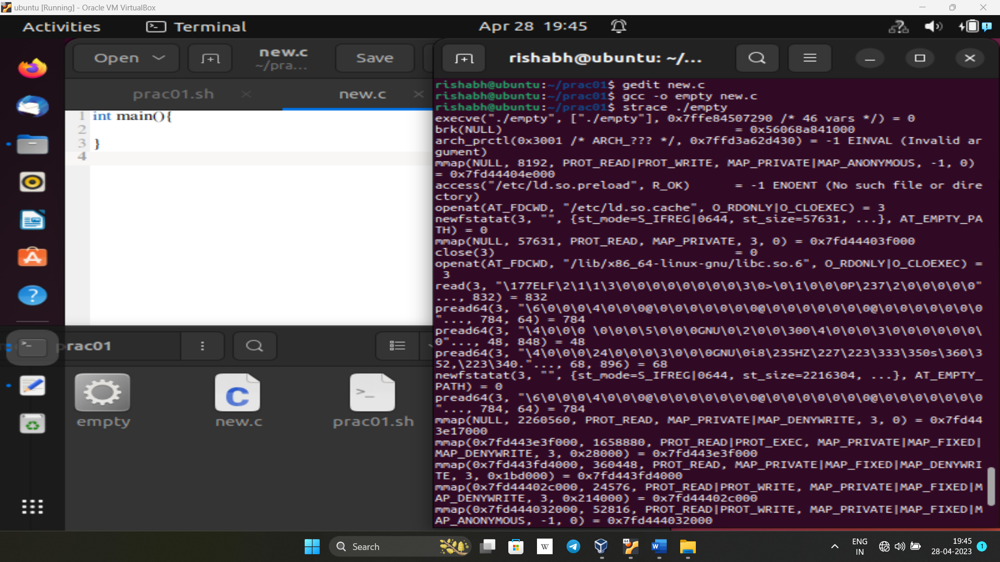 ubuntu [Running] - Oracle VM VirtualBox
Activities
Terminal
Apr 28 19:45
Open
new.c
~/pra...
Save
prac01.sh
new.c
1 int main(){
2
3 }
4
rishabh@ubuntu: ~/...
rishabh@ubuntu:~/prac01$ gedit new.c
rishabh@ubuntu:~/prac01$ gcc -o empty new.c
rishabh@ubuntu:~/prac01$ strace ./empty
execve("./empty", ["./empty"], 0x7ffe84507290 /* 46 vars */) = 0
brk(NULL) = 0x56068a841000
arch_prctl(0x3001 /* ARCH_??? */, 0x7ffd3a62d430) = -1 EINVAL (Invalid ar
gument)
mmap(NULL, 8192, PROT_READ|PROT_WRITE, MAP_PRIVATE|MAP_ANONYMOUS, -1, 0)
= 0x7fd44404e000
access("/etc/ld.so.preload", R_OK) = -1 ENOENT (No such file or dire
ctory)
openat(AT_FDCWD, "/etc/ld.so.cache", O_RDONLY|O_CLOEXEC) = 3
newfstatat(3, "", {st_mode=S_IFREG|0644, st_size=57631, ...}, AT_EMPTY_PA
TH) = 0
mmap(NULL, 57631, PROT_READ, MAP_PRIVATE, 3, 0) = 0x7fd44403f000
close(3) = 0
openat(AT_FDCWD, "/lib/x86_64-linux-gnu/libc.so.6", O_RDONLY|O_CLOEXEC) =
3
read(3, "\177ELF\2\1\1\3\0\0\0\0\0\0\0\0\3\0>\0\1\0\0\0P\237\2\0\0\0\0\0"
..., 832) = 832
pread64(3, "\6\0\0\0\4\0\0\0@\0\0\0\0\0\0\0@\0\0\0\0\0\0\0@\0\0\0\0\0\0\0
"..., 784, 64) = 784
pread64(3, "\4\0\0\0 \0\0\0\5\0\0\0GNU\0\2\0\0\300\4\0\0\0\3\0\0\0\0\0\0\
0"..., 48, 848) = 48
pread64(3, "\4\0\0\0\24\0\0\0\3\0\0\0GNU\0i8\235HZ\227\223\333\350s\360\3
52,\223\340."..., 68, 896) = 68
newfstatat(3, "", {st_mode=S_IFREG|0644, st_size=2216304, ...}, AT_EMPTY_
PATH) = 0
pread64(3, "\6\0\0\0\4\0\0\0@\0\0\0\0\0\0\0@\0\0\0\0\0\0\0@\0\0\0\0\0\0\0
"..., 784, 64) = 784
mmap(NULL, 2260560, PROT_READ, MAP_PRIVATE|MAP_DENYWRITE, 3, 0) = 0x7fd44
3e17000
mmap(0x7fd443e3f000, 1658880, PROT_READ|PROT_EXEC, MAP_PRIVATE|MAP_FIXED|
MAP_DENYWRITE, 3, 0x28000) = 0x7fd443e3f000
mmap(0x7fd443fd4000, 360448, PROT_READ, MAP_PRIVATE|MAP_FIXED|MAP_DENYWRI
TE, 3, 0x1bd000) = 0x7fd443fd4000
mmap(0x7fd44402c000, 24576, PROT_READ|PROT_WRITE, MAP_PRIVATE|MAP_FIXED|M
AP_DENYWRITE, 3, 0x214000) = 0x7fd44402c000
mmap(0x7fd444032000, 52816, PROT_READ|PROT_WRITE, MAP_PRIVATE|MAP_FIXED|M
AP_ANONYMOUS, -1, 0) = 0x7fd444032000
prac01
empty
new.c
prac01.sh
Search
ENG
IN
19:45
28-04-2023
1